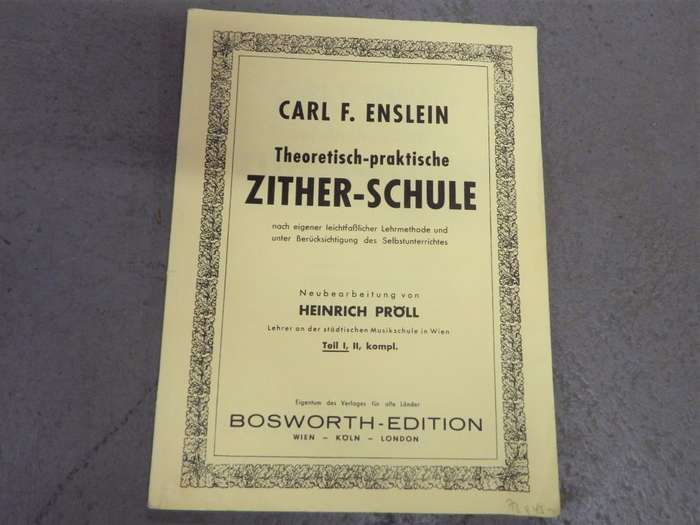 CARL F. ENSLEIN
Theoretisch-praktische
ZITHER-SCHULE
nach eigener leichtfaßlicher Lehrmethode und
unter Berücksichtigung des Selbstunterrichtes
Neubearbeitung von
HEINRICH PRÖLL
Lehrer an der städtischen Musikschule in Wien
Teil I, II, kompl.
Eigentum des Verlages für alle Länder
BOSWORTH-EDITION
WIEN – KÖLN – LONDON